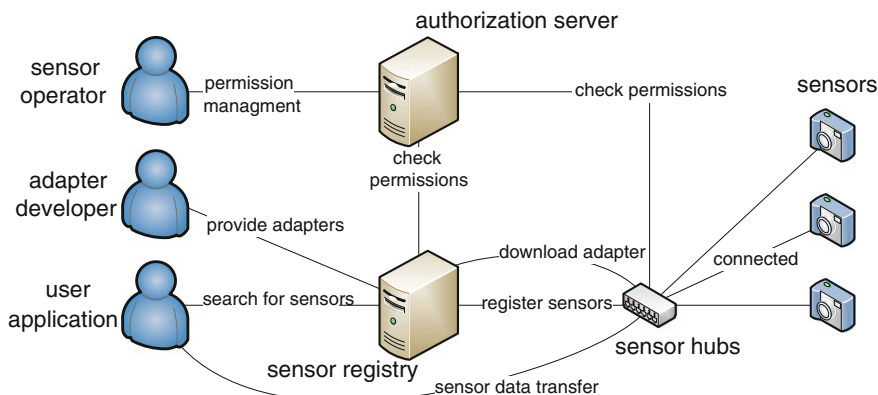 authorization server
sensor
operator
permission
managment
check permissions
sensors
check
permissions
adapter
developer
provide adapters
download adapter
connected
user
application
search for sensors
register sensors
sensor registry
sensor hubs
sensor data transfer